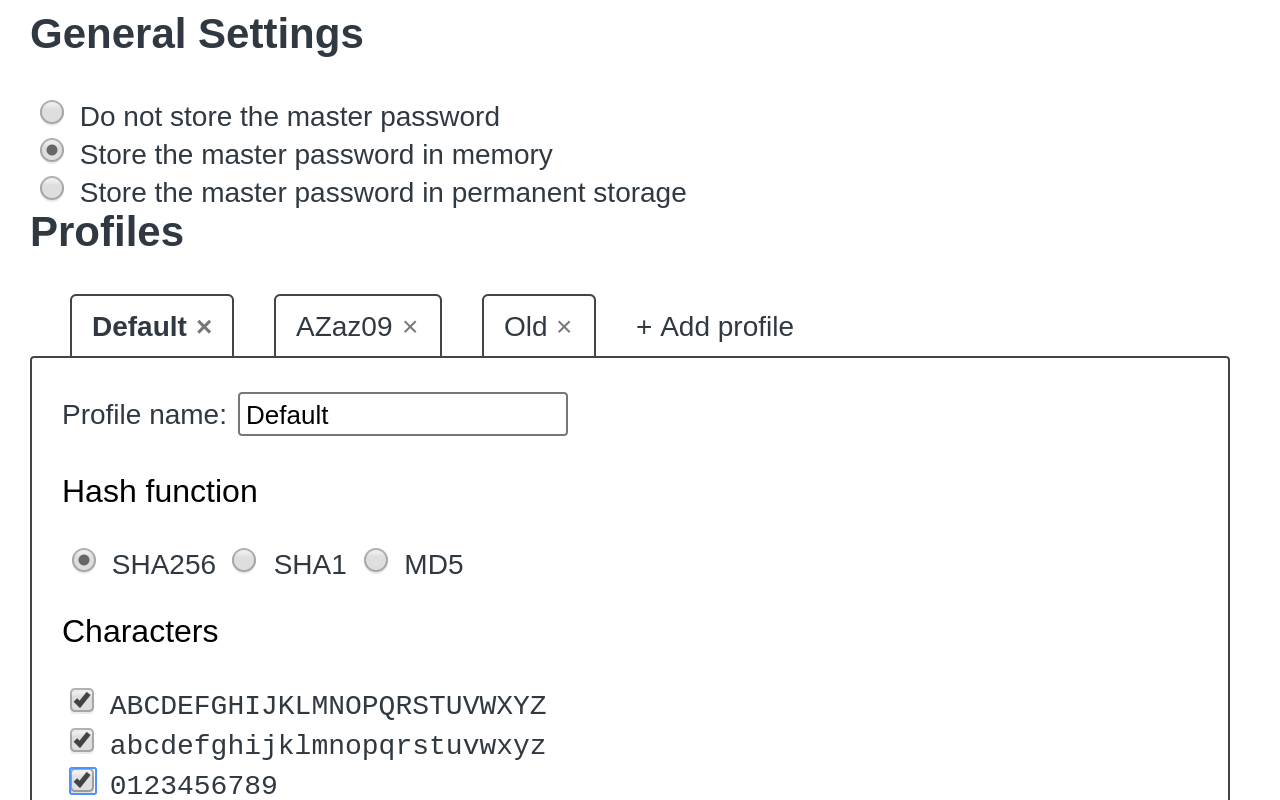 General Settings
Do not store the master password
Store the master password in memory
Store the master password in permanent storage
Profiles
Default × AZaz09 × Old × + Add profile
Profile name: Default
Hash function
SHA256 SHA1 MD5
Characters
ABCDEFGHIJKLMNOPQRSTUVWXYZ
abcdefghijklmnopqrstuvwxyz
0123456789